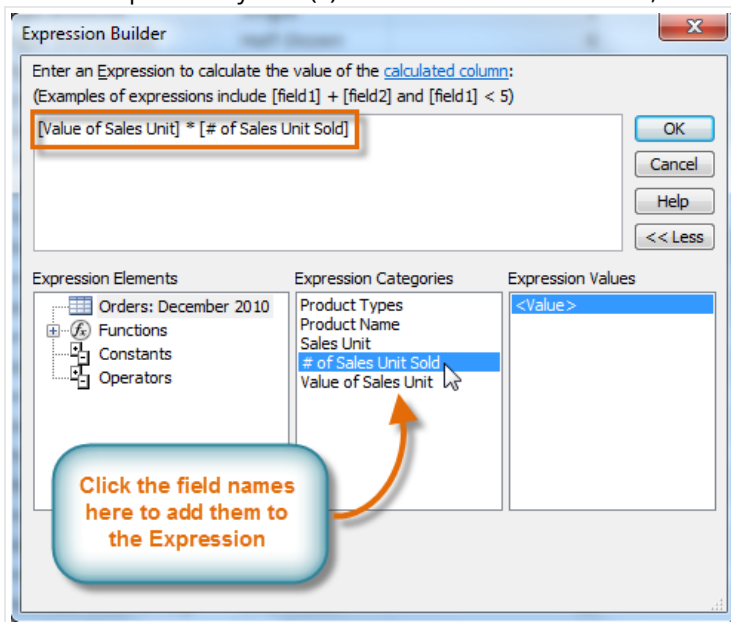 Expression Builder
Enter an Expression to calculate the value of the calculated column:
(Examples of expressions include [field1] + [field2] and [field1] < 5)
[Value of Sales Unit] * [# of Sales Unit Sold]
OK
Cancel
Help
<< Less
Expression Elements
Orders: December 2010
Functions
Constants
Operators
Expression Categories
Product Types
Product Name
Sales Unit
# of Sales Unit Sold
Value of Sales Unit
Expression Values
<Value>
Click the field names
here to add them to
the Expression